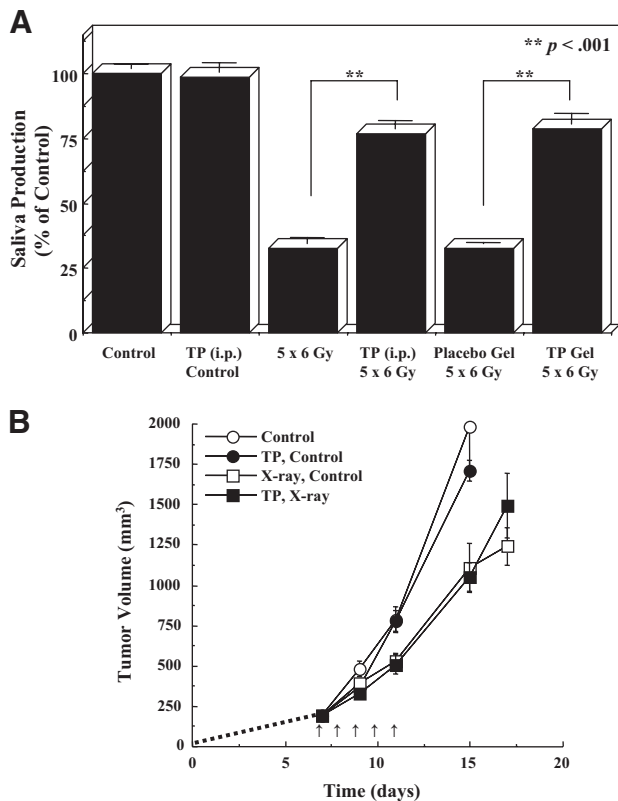 A
** p < .001
Saliva Production
(% of Control)
100
75
50
25
0
**
**
Control
TP (i.p.)
Control
5 x 6 Gy
TP (i.p.)
5 x 6 Gy
Placebo Gel
5 x 6 Gy
TP Gel
5 x 6 Gy
B
Control
TP, Control
X-ray, Control
TP, X-ray
Tumor Volume (mm³)
2000
1750
1500
1250
1000
750
500
250
0
↑ ↑ ↑ ↑ ↑
0 5 10 15 20
Time (days)